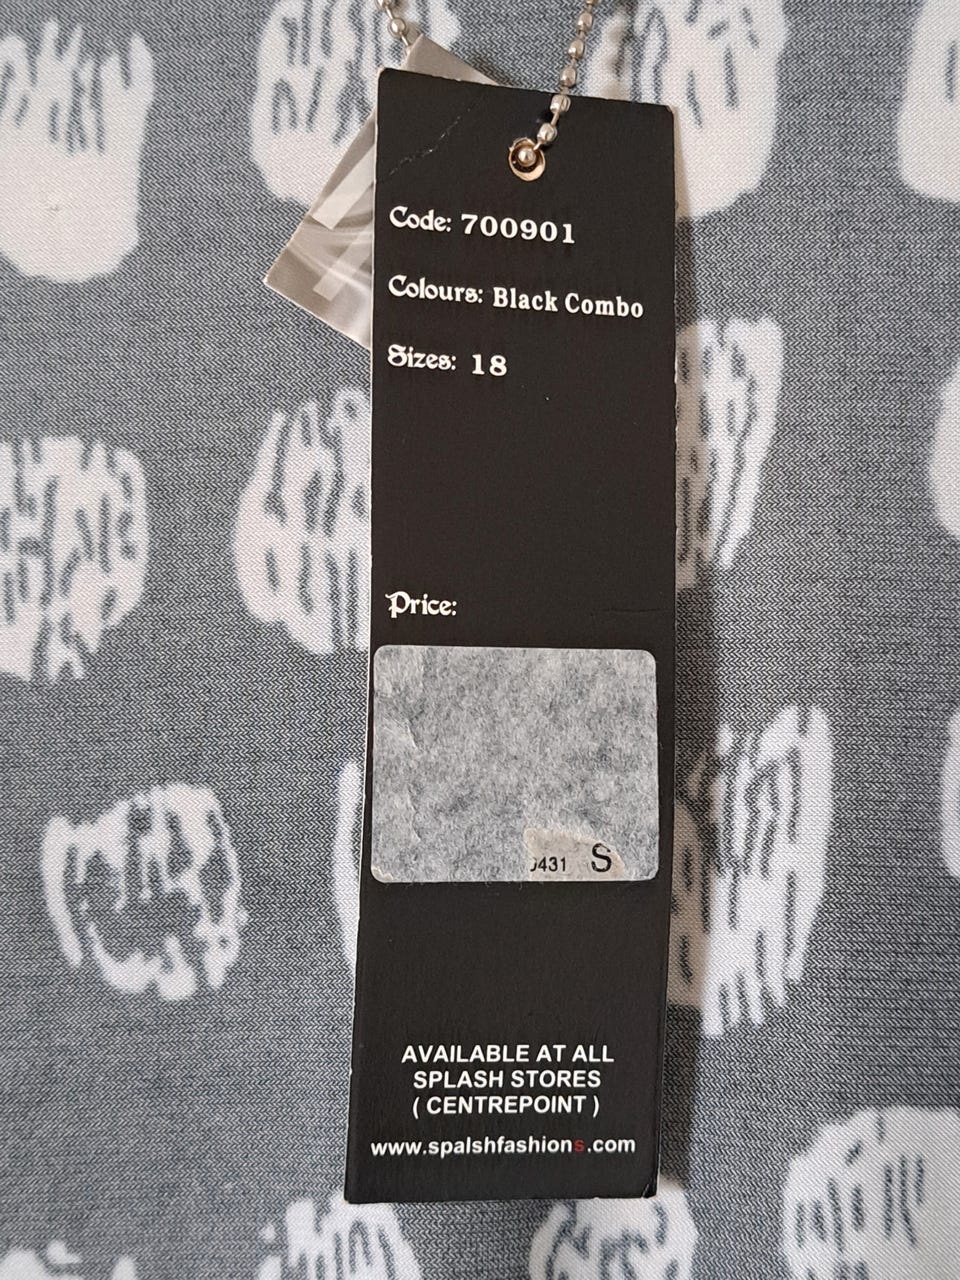 Code: 700901
Colours: Black Combo
Sizes: 18
Price:
431 S
AVAILABLE AT ALL
SPLASH STORES
( CENTREPOINT )
www.spalshfashions.com